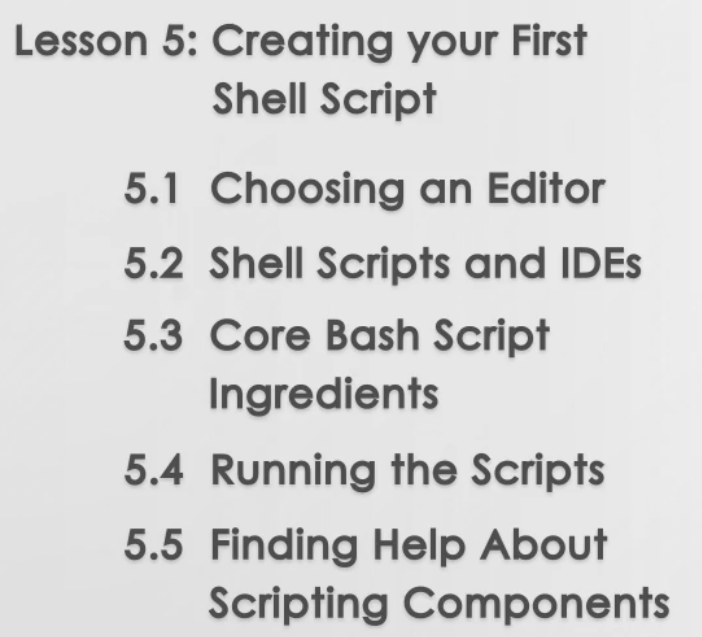 Lesson 5: Creating your First
Shell Script
5.1 Choosing an Editor
5.2 Shell Scripts and IDEs
5.3 Core Bash Script
Ingredients
5.4 Running the Scripts
5.5 Finding Help About
Scripting Components